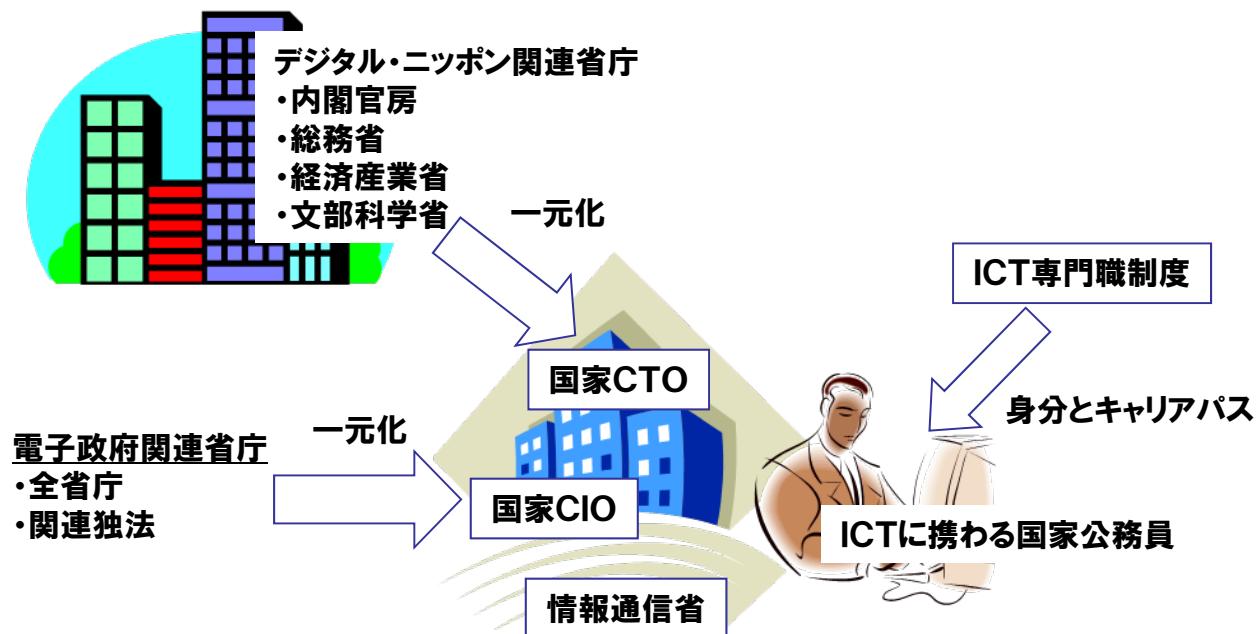 デジタル・ニッポン関連省庁
・内閣官房
・総務省
・経済産業省
・文部科学省
一元化
ICT専門職制度
国家CTO
身分とキャリアパス
一元化
電子政府関連省庁
・全省庁
・関連独法
国家CIO
ICTに携わる国家公務員
情報通信省